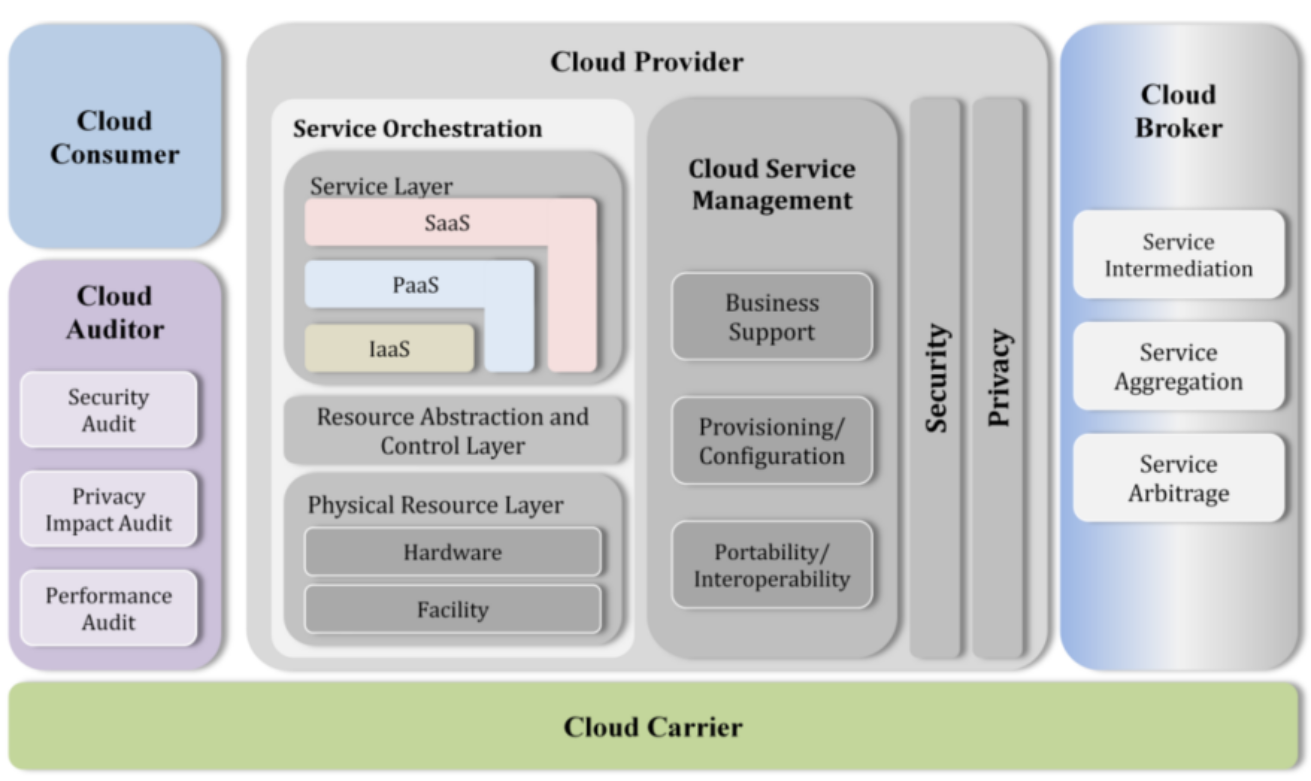 Cloud
Consumer
Cloud
Auditor
Security
Audit
Privacy
Impact Audit
Performance
Audit
Cloud Provider
Service Orchestration
Service Layer
SaaS
PaaS
IaaS
Resource Abstraction and
Control Layer
Physical Resource Layer
Hardware
Facility
Cloud Service
Management
Business
Support
Provisioning/
Configuration
Portability/
Interoperability
Security
Privacy
Cloud
Broker
Service
Intermediation
Service
Aggregation
Service
Arbitrage
Cloud Carrier